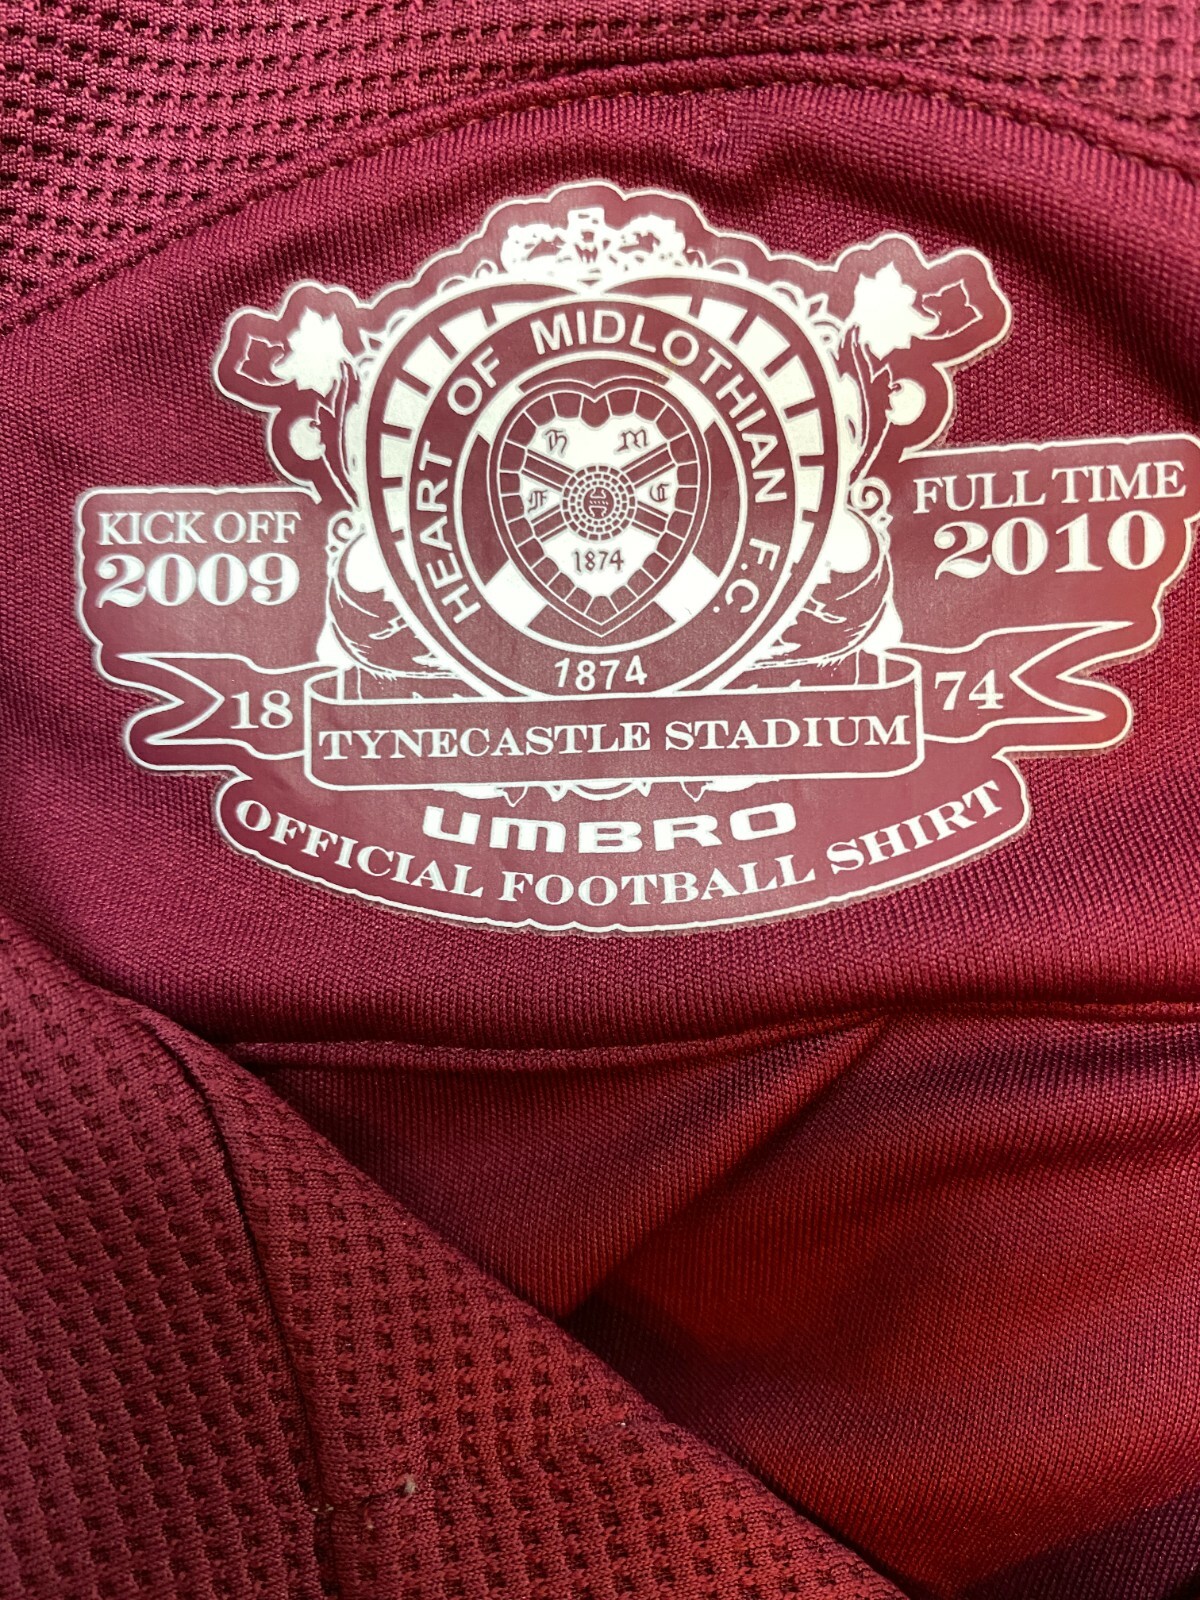 HEART OF MIDLOTHIAN F.C.
H M
F C
1874
1874
KICK OFF
2009
FULL TIME
2010
18 TYNECASTLE STADIUM 74
UMBRO
OFFICIAL FOOTBALL SHIRT